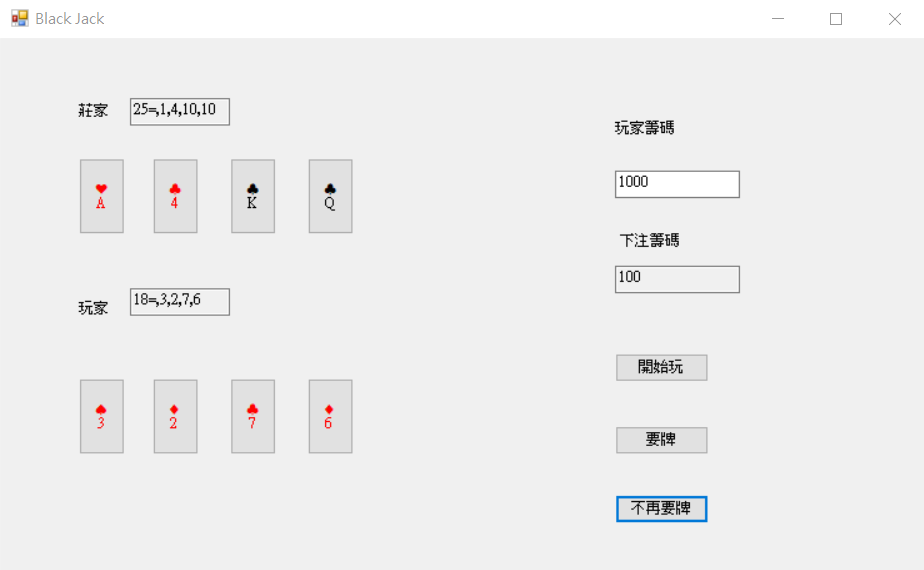 Black Jack
莊家
25=,1,4,10,10
♥ ♣ ♣ ♣
A 4 K Q
玩家
18=,3,2,7,6
♠ ♦ ♣ ♦
3 2 7 6
玩家籌碼
1000
下注籌碼
100
開始玩
要牌
不再要牌